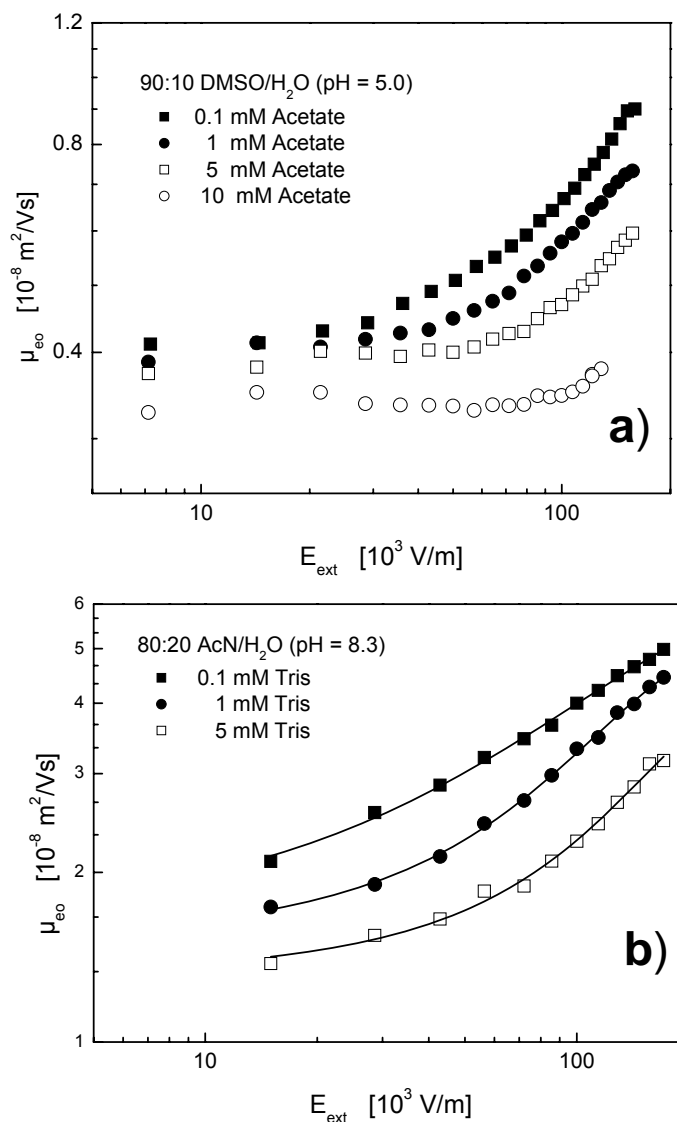 1.2
0.8
0.4
μeo [10⁻⁸ m²/Vs]
90:10 DMSO/H₂O (pH = 5.0)
0.1 mM Acetate
1 mM Acetate
5 mM Acetate
10 mM Acetate
a)
10 100
Eext [10³ V/m]
6
5
4
3
2
1
μeo [10⁻⁸ m²/Vs]
80:20 AcN/H₂O (pH = 8.3)
0.1 mM Tris
1 mM Tris
5 mM Tris
b)
10 100
Eext [10³ V/m]